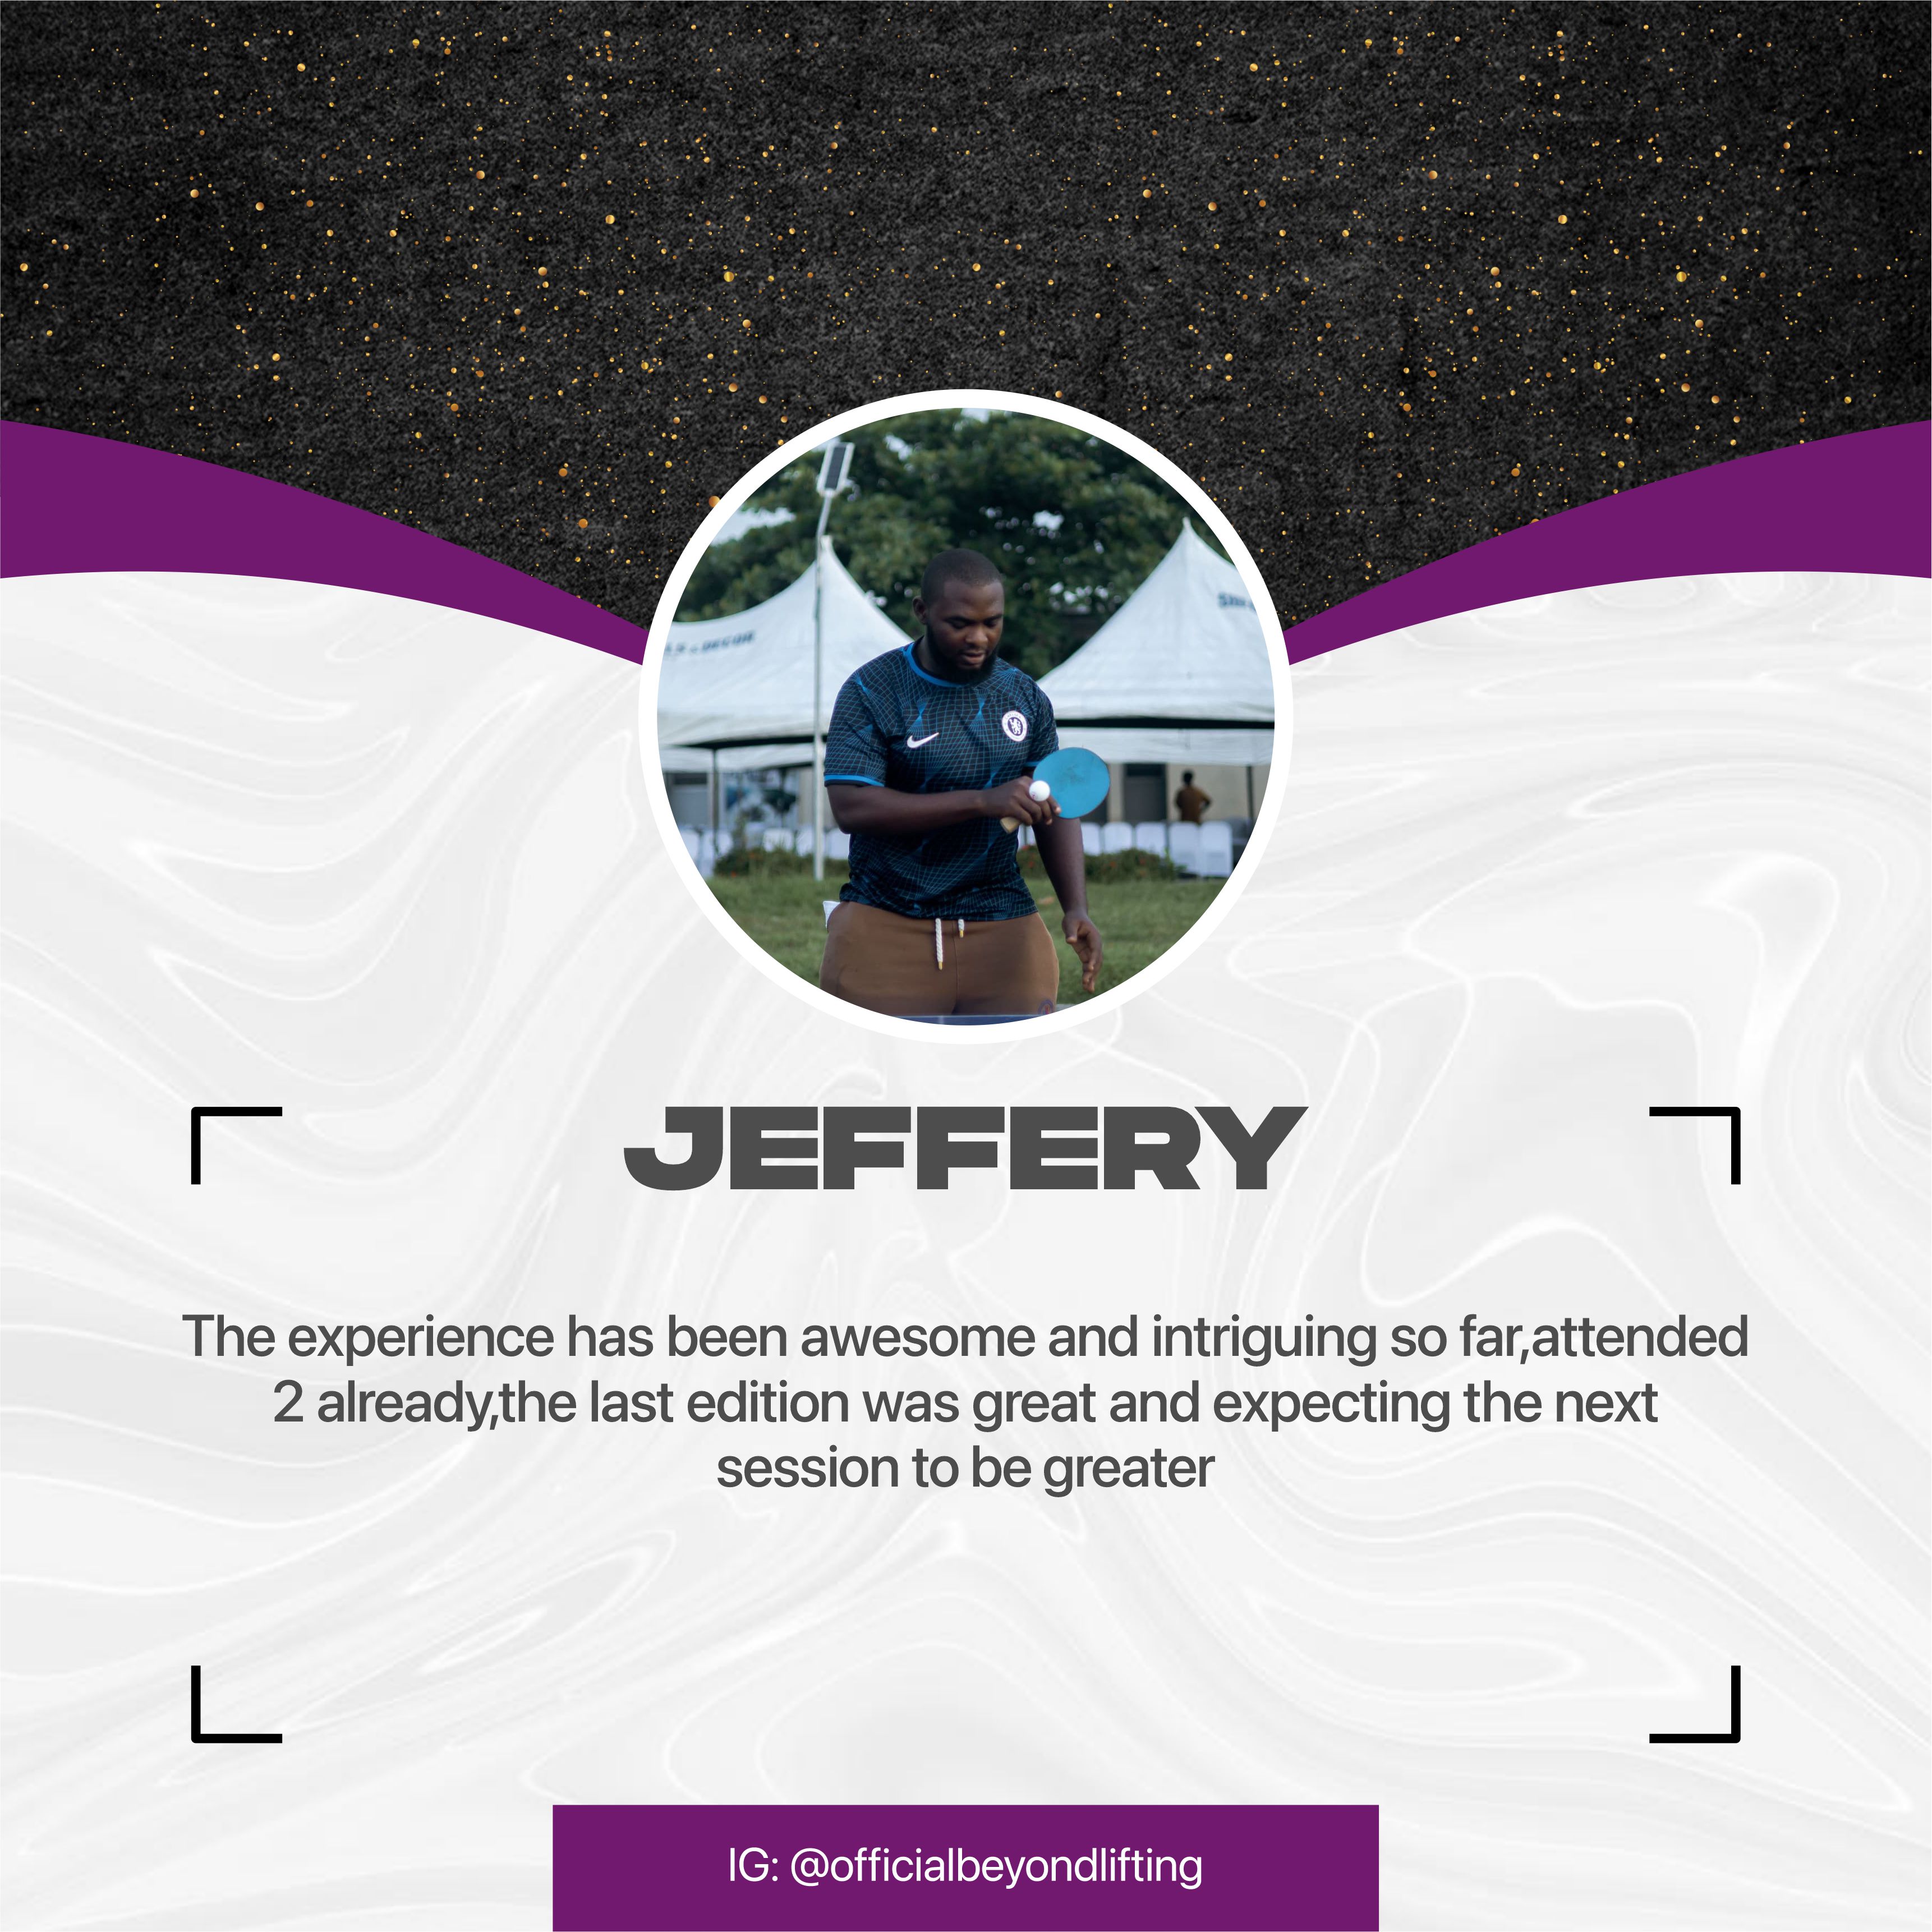 JEFFERY
The experience has been awesome and intriguing so far,attended
2 already,the last edition was great and expecting the next
session to be greater
IG: @officialbeyondlifting